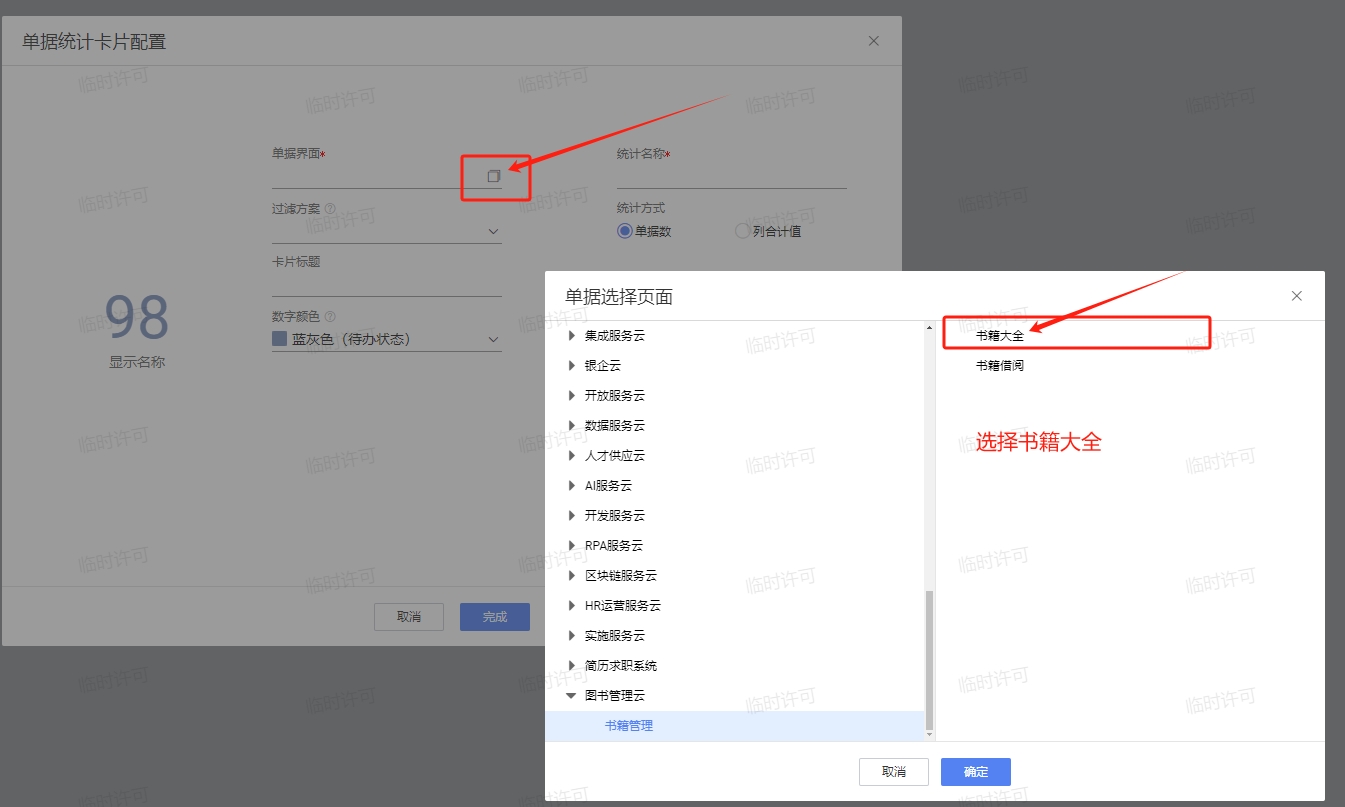 单据统计卡片配置
单据界面*
统计名称*
过滤方案
统计方式
单据数
列合计值
卡片标题
98
显示名称
数字颜色
蓝灰色（待办状态）
取消
完成
单据选择页面
集成服务云
银企云
开放服务云
数据服务云
人才供应云
AI服务云
开发服务云
RPA服务云
区块链服务云
HR运营服务云
实施服务云
简历求职系统
图书管理云
书籍管理
书籍大全
书籍借阅
选择书籍大全
取消
确定
临时许可